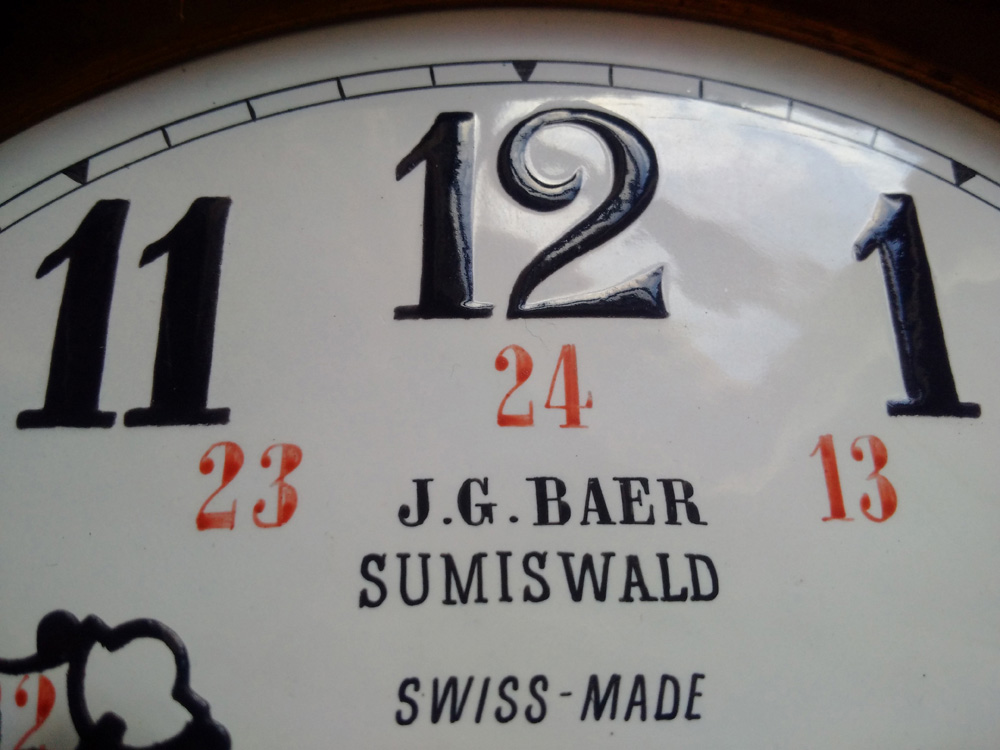 11 12 1
23 24 13
J.G. BAER
SUMISWALD
SWISS-MADE